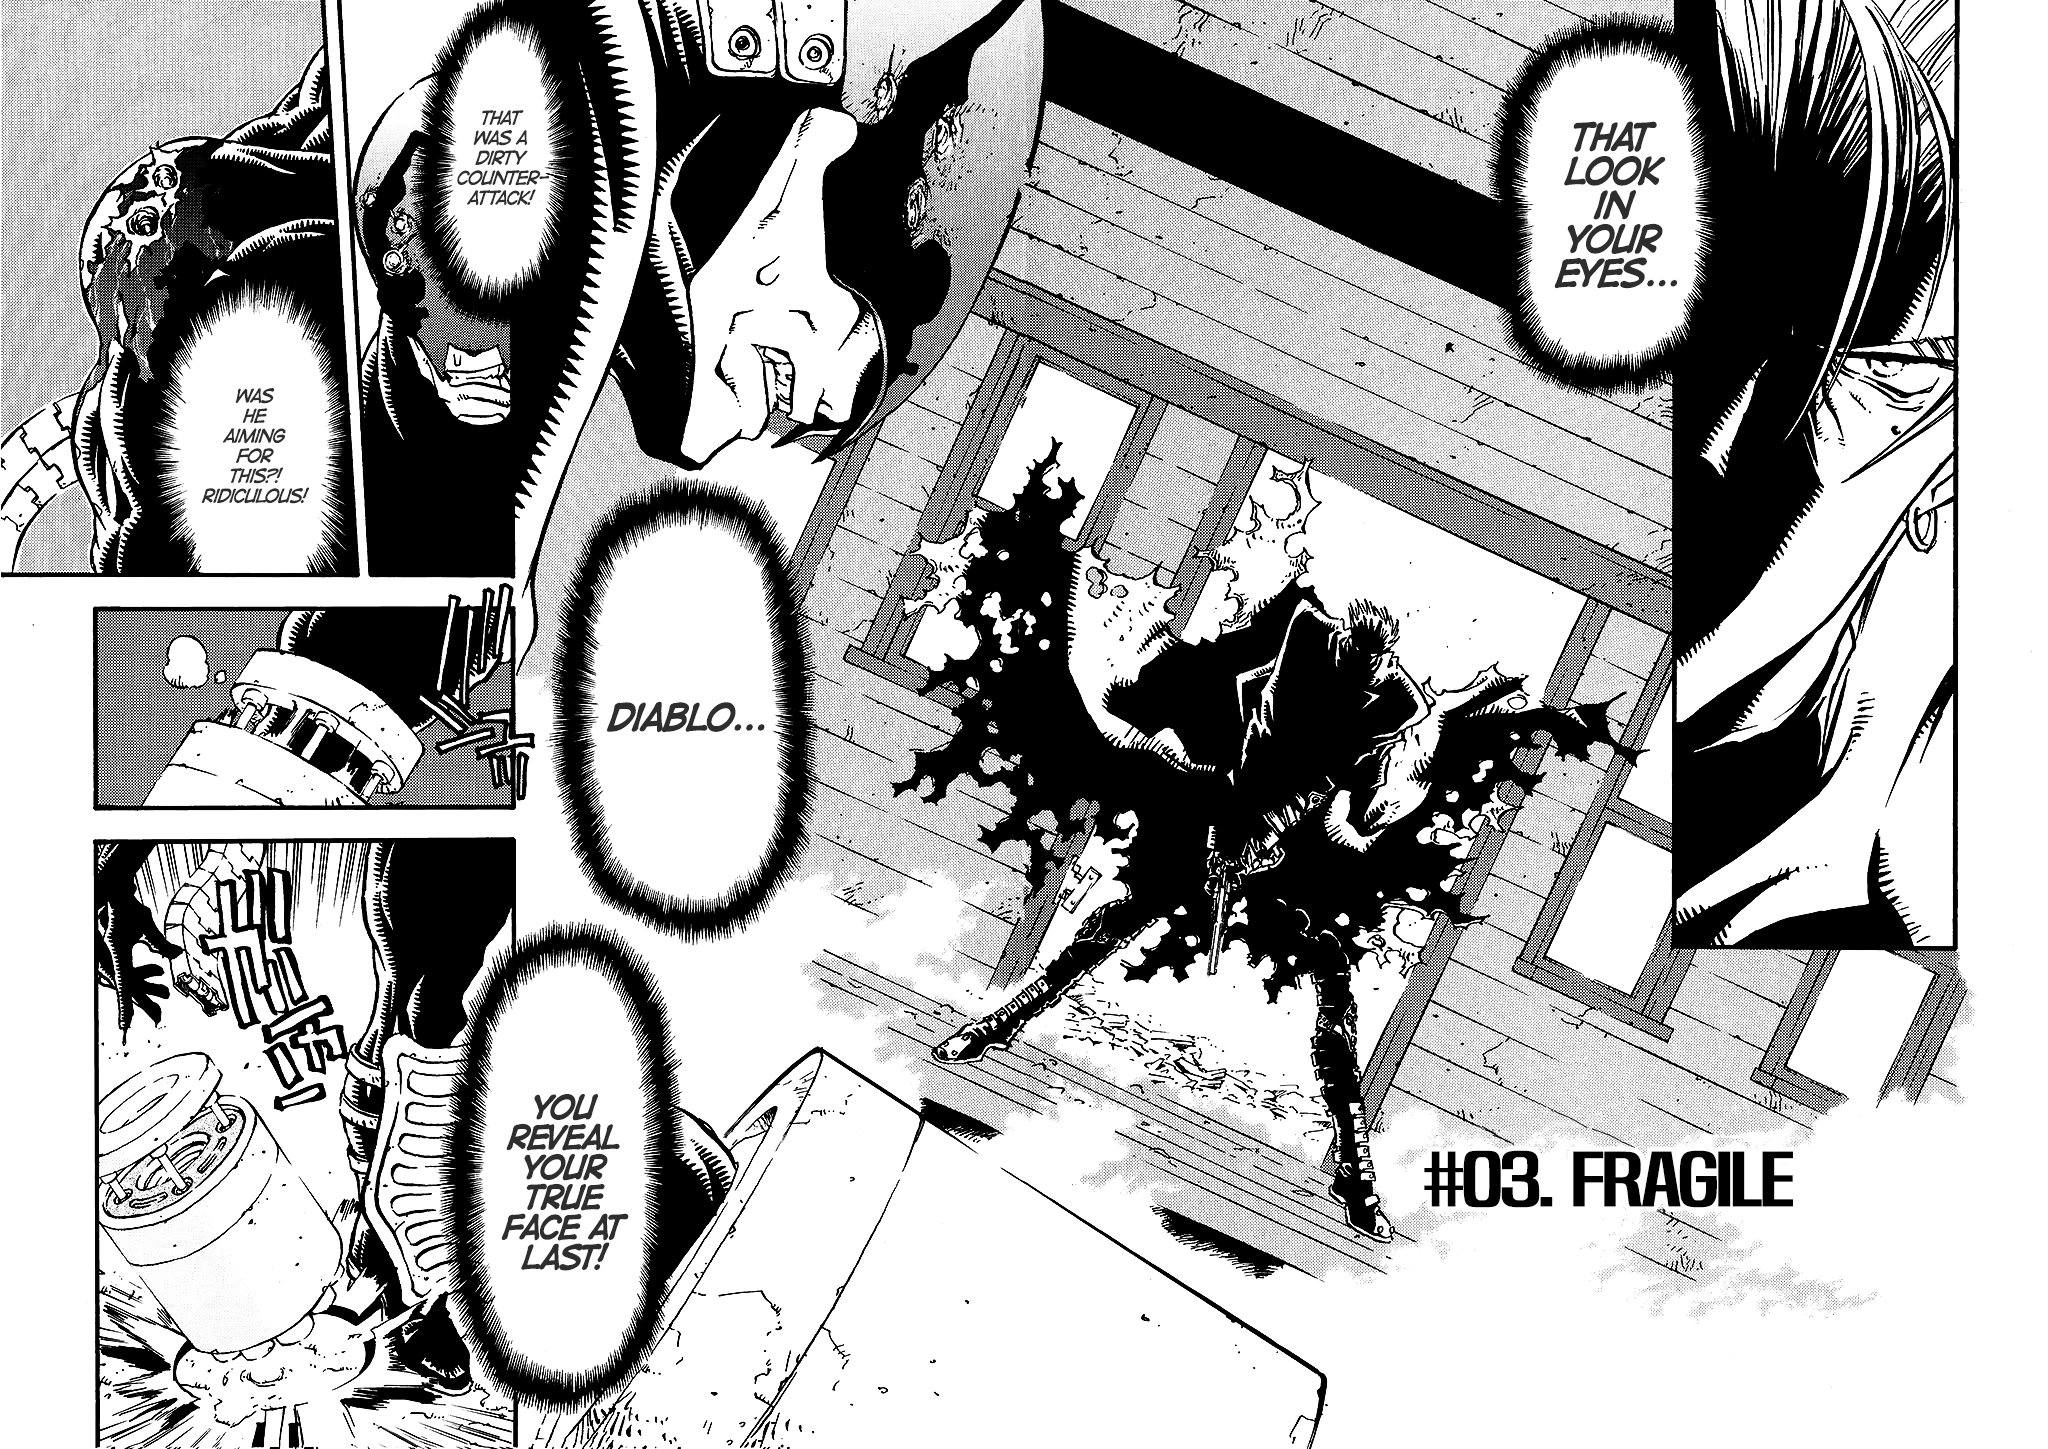 THAT
LOOK
IN
YOUR
EYES...
#03. FRAGILE
DIABLO...
YOU
REVEAL
YOUR
TRUE
FACE AT
LAST!
THAT
WAS A
DIRTY
COUNTER-
ATTACK!
WAS
HE
AIMING
FOR
THIS?!
RIDICULOUS!